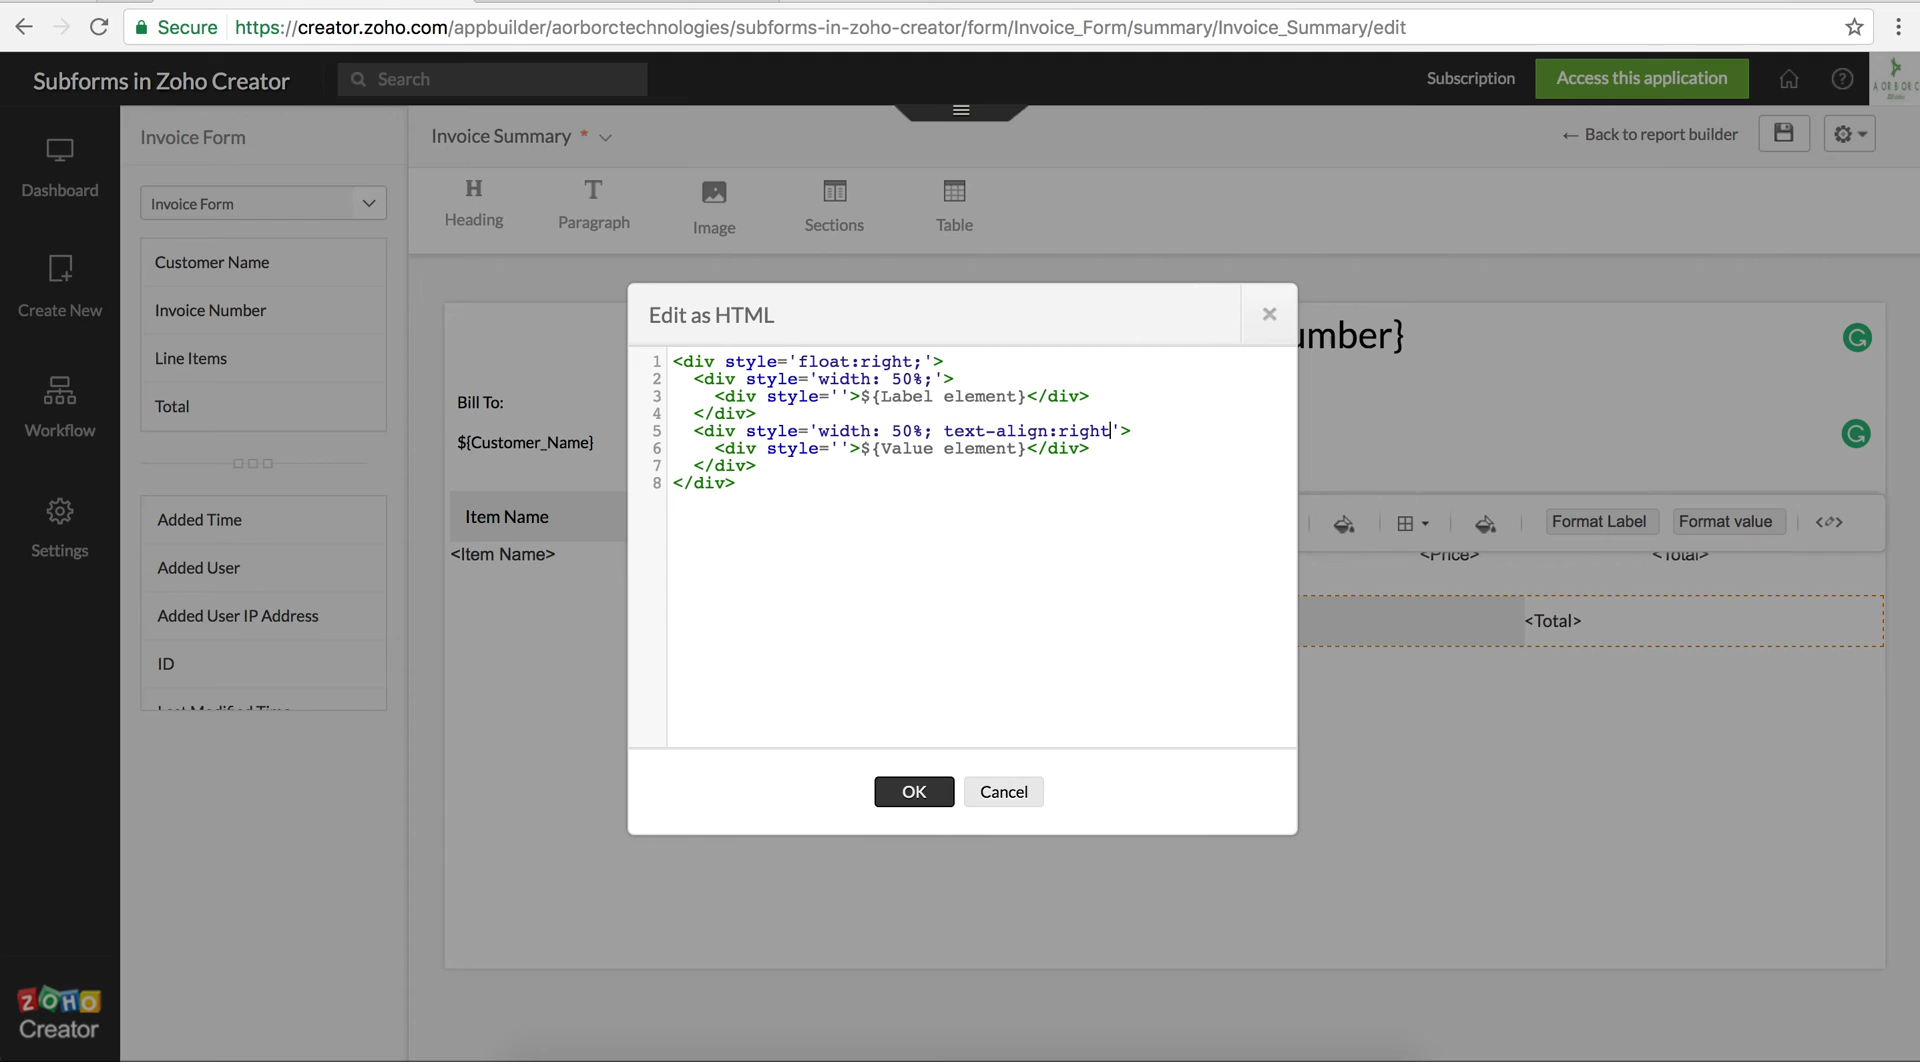 Secure https://creator.zoho.com/appbuilder/aorborctechnologies/subforms-in-zoho-creator/form/Invoice_Form/summary/Invoice_Summary/edit
Subforms in Zoho Creator
Search
Subscription
Access this application
AORBORC
Dashboard
Create New
Workflow
Settings
ZOHO
Creator
Invoice Form
Invoice Form
Customer Name
Invoice Number
Line Items
Total
Added Time
Added User
Added User IP Address
ID
Last Modified Time
Invoice Summary *
← Back to report builder
H
Heading
T
Paragraph
Image
Sections
Table
umber}
Bill To:
${Customer_Name}
Item Name
<Item Name>
Format Label
Format value
<Price>
<Total>
<Total>
Edit as HTML
×
1 <div style='float:right;'>
2 <div style='width: 50%;'>
3 <div style=''>${Label element}</div>
4 </div>
5 <div style='width: 50%; text-align:right'>
6 <div style=''>${Value element}</div>
7 </div>
8 </div>
OK
Cancel